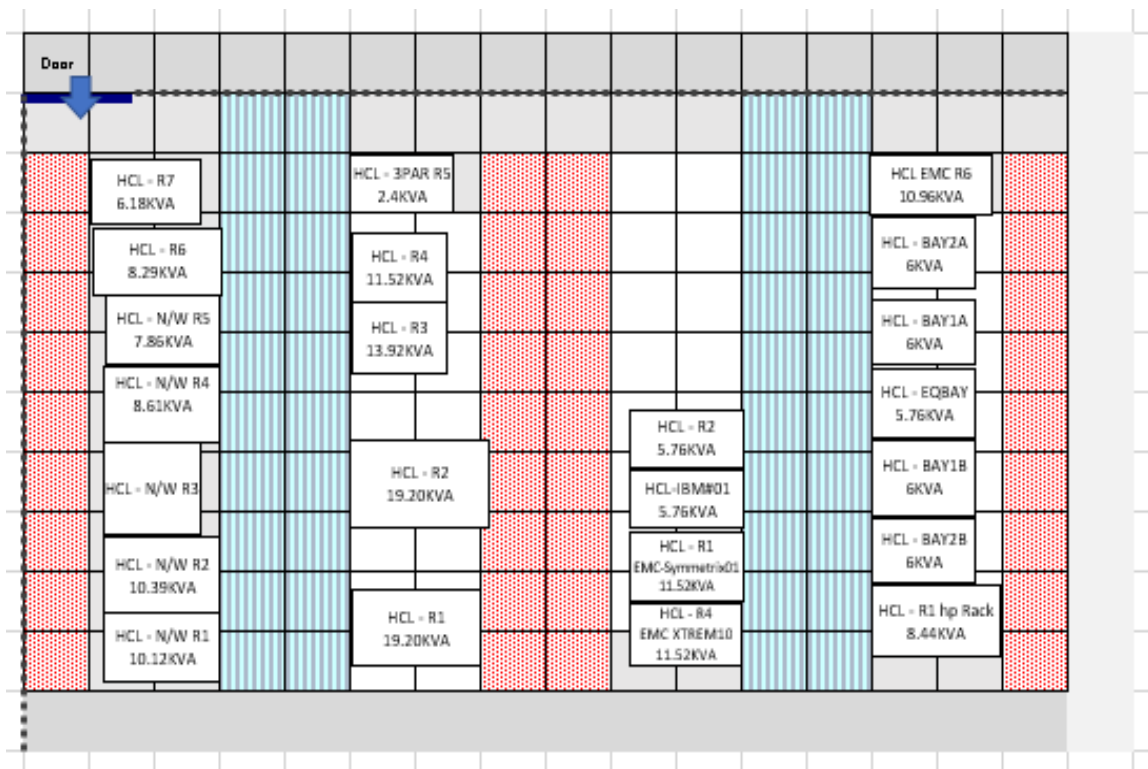 Door
HCL - R7
6.18KVA
HCL - R6
8.29KVA
HCL - N/W R5
7.86KVA
HCL - N/W R4
8.61KVA
HCL - N/W R3
HCL - N/W R2
10.39KVA
HCL - N/W R1
10.12KVA
HCL - 3PAR R5
2.4KVA
HCL - R4
11.52KVA
HCL - R3
13.92KVA
HCL - R2
19.20KVA
HCL - R1
19.20KVA
HCL - R2
5.76KVA
HCL-IBM#01
5.76KVA
HCL - R1
EMC-Symmetrix01
11.52KVA
HCL - R4
EMC XTREM10
11.52KVA
HCL EMC R6
10.96KVA
HCL - BAY2A
6KVA
HCL - BAY1A
6KVA
HCL - EQBAY
5.76KVA
HCL - BAY1B
6KVA
HCL - BAY2B
6KVA
HCL - R1 hp Rack
8.44KVA